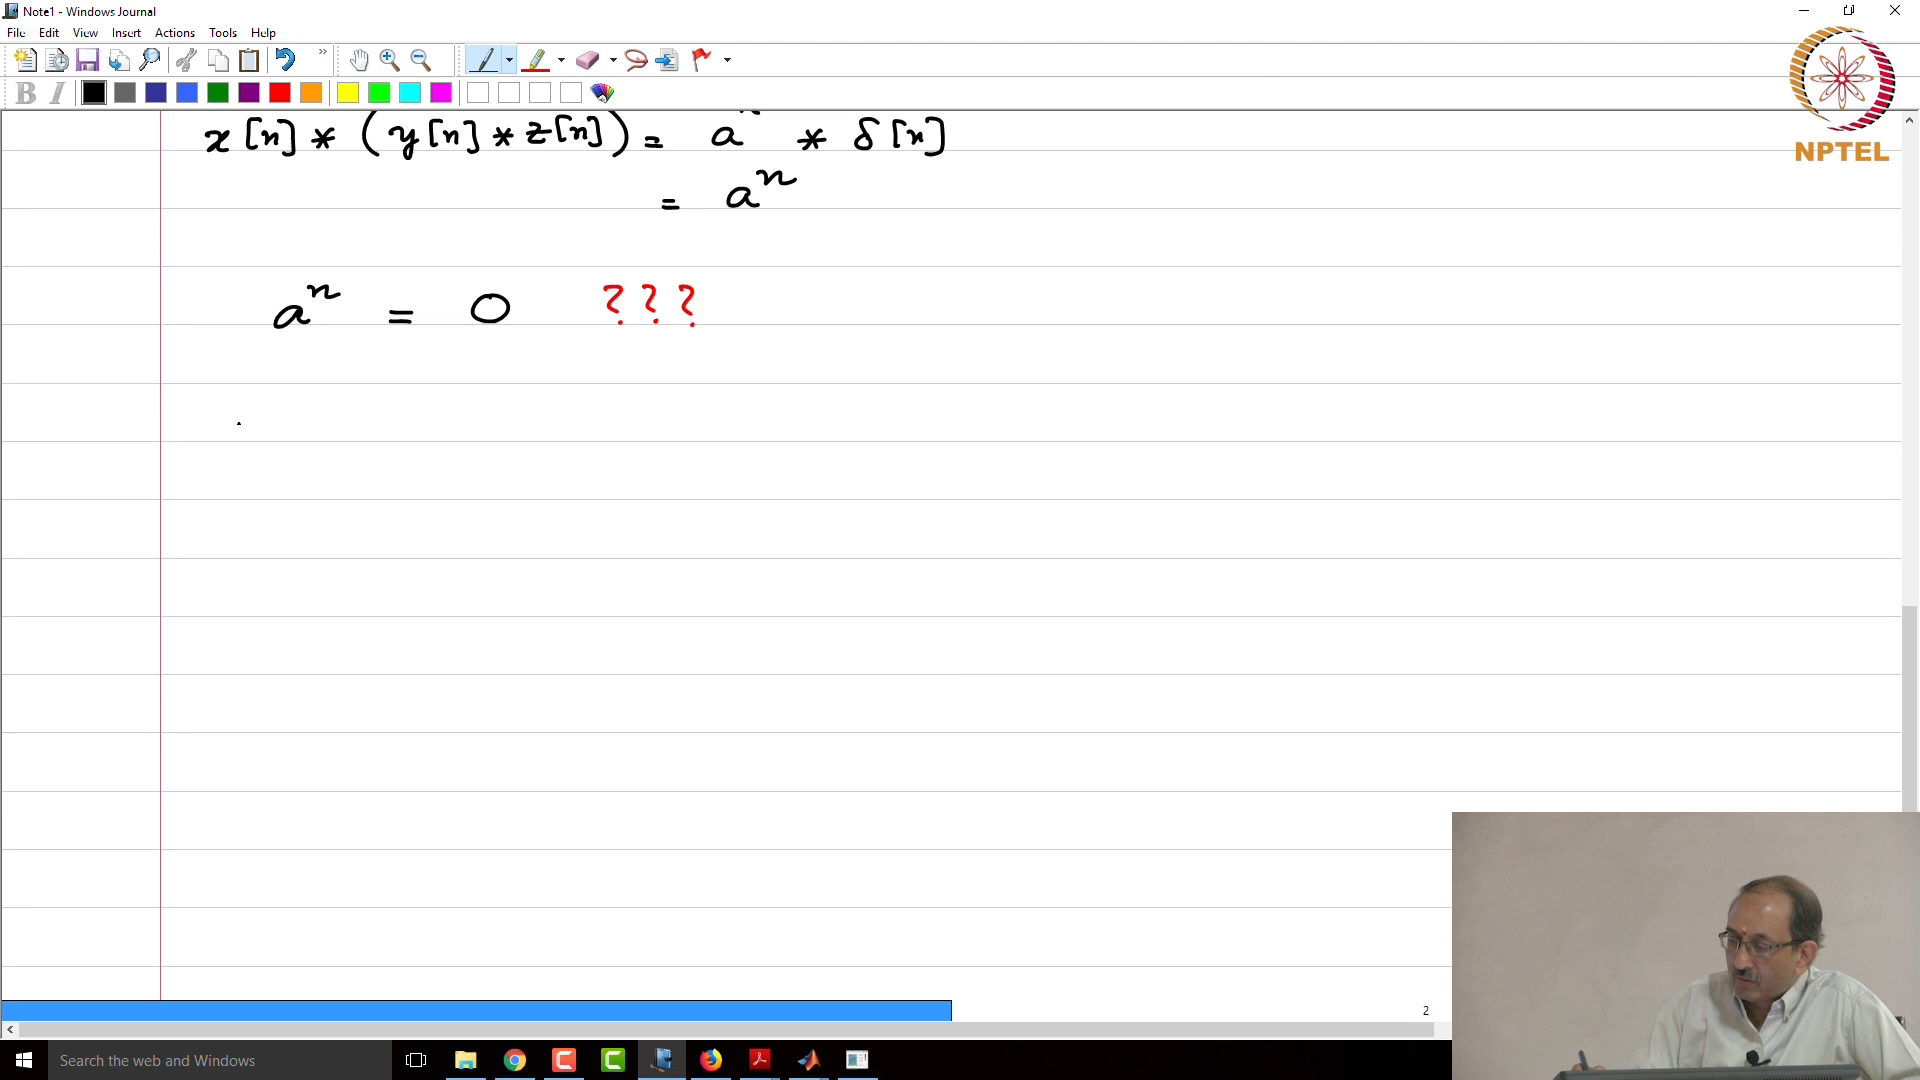 Note1 - Windows Journal
File Edit View Insert Actions Tools Help
B I
NPTEL
x[n] * (y[n] * z[n]) = a^n * δ[n]
= a^n
a^n = 0 ???
2
Search the web and Windows